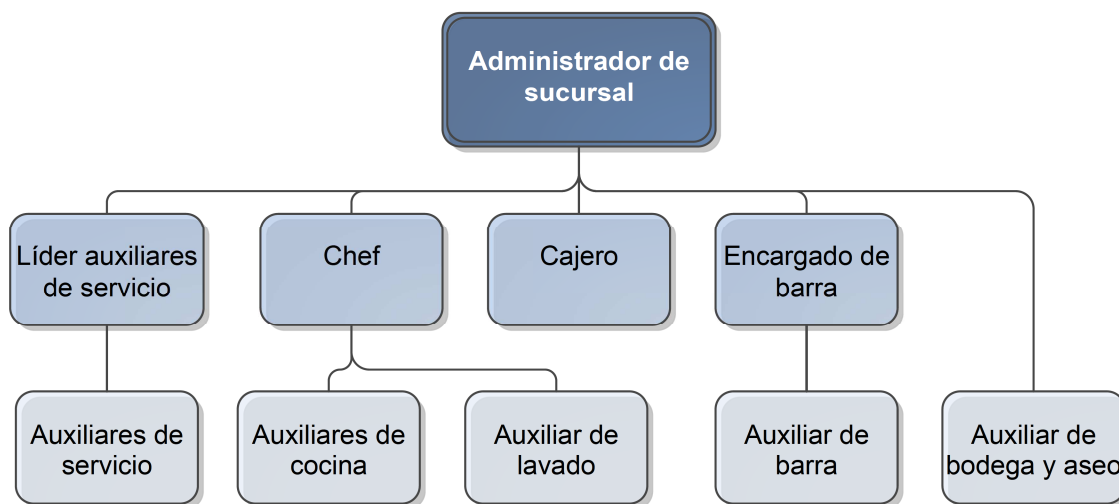 Administrador de
sucursal
Líder auxiliares
de servicio
Chef
Cajero
Encargado de
barra
Auxiliares de
servicio
Auxiliares de
cocina
Auxiliar de
lavado
Auxiliar de
barra
Auxiliar de
bodega y aseo